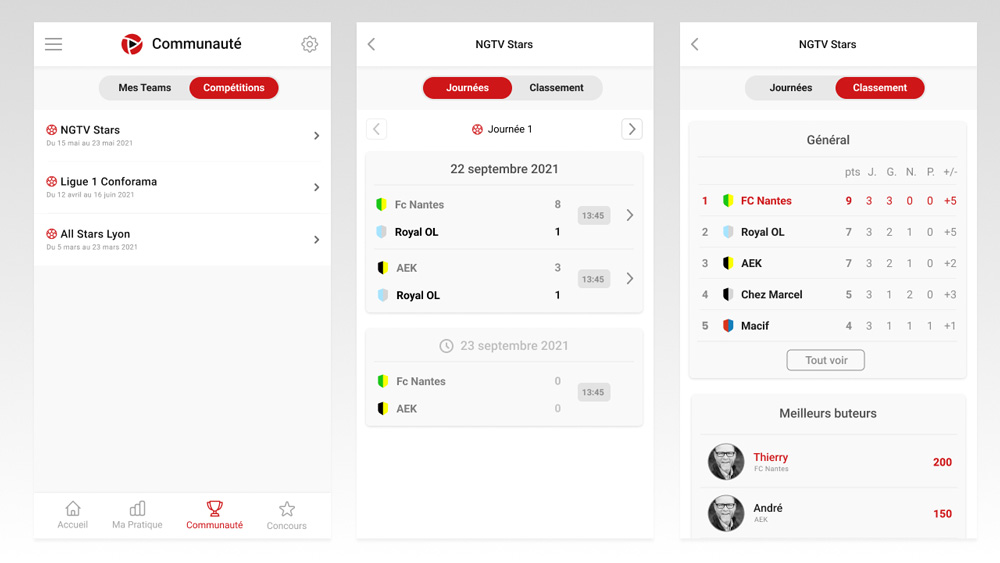 Communauté
Mes Teams Compétitions
NGTV Stars
Du 15 mai au 23 mai 2021
Ligue 1 Conforama
Du 12 avril au 16 juin 2021
All Stars Lyon
Du 5 mars au 23 mars 2021
Accueil Ma Pratique Communauté Concours
NGTV Stars
Journées Classement
Journée 1
22 septembre 2021
Fc Nantes 8
13:45
Royal OL 1
AEK 3
13:45
Royal OL 1
23 septembre 2021
Fc Nantes 0
13:45
AEK 0
NGTV Stars
Journées Classement
Général
pts J. G. N. P. +/-
1 FC Nantes 9 3 3 0 0 +5
2 Royal OL 7 3 2 1 0 +5
3 AEK 7 3 2 1 0 +2
4 Chez Marcel 5 3 1 2 0 +3
5 Macif 4 3 1 1 1 +1
Tout voir
Meilleurs buteurs
Thierry 200
FC Nantes
André 150
AEK